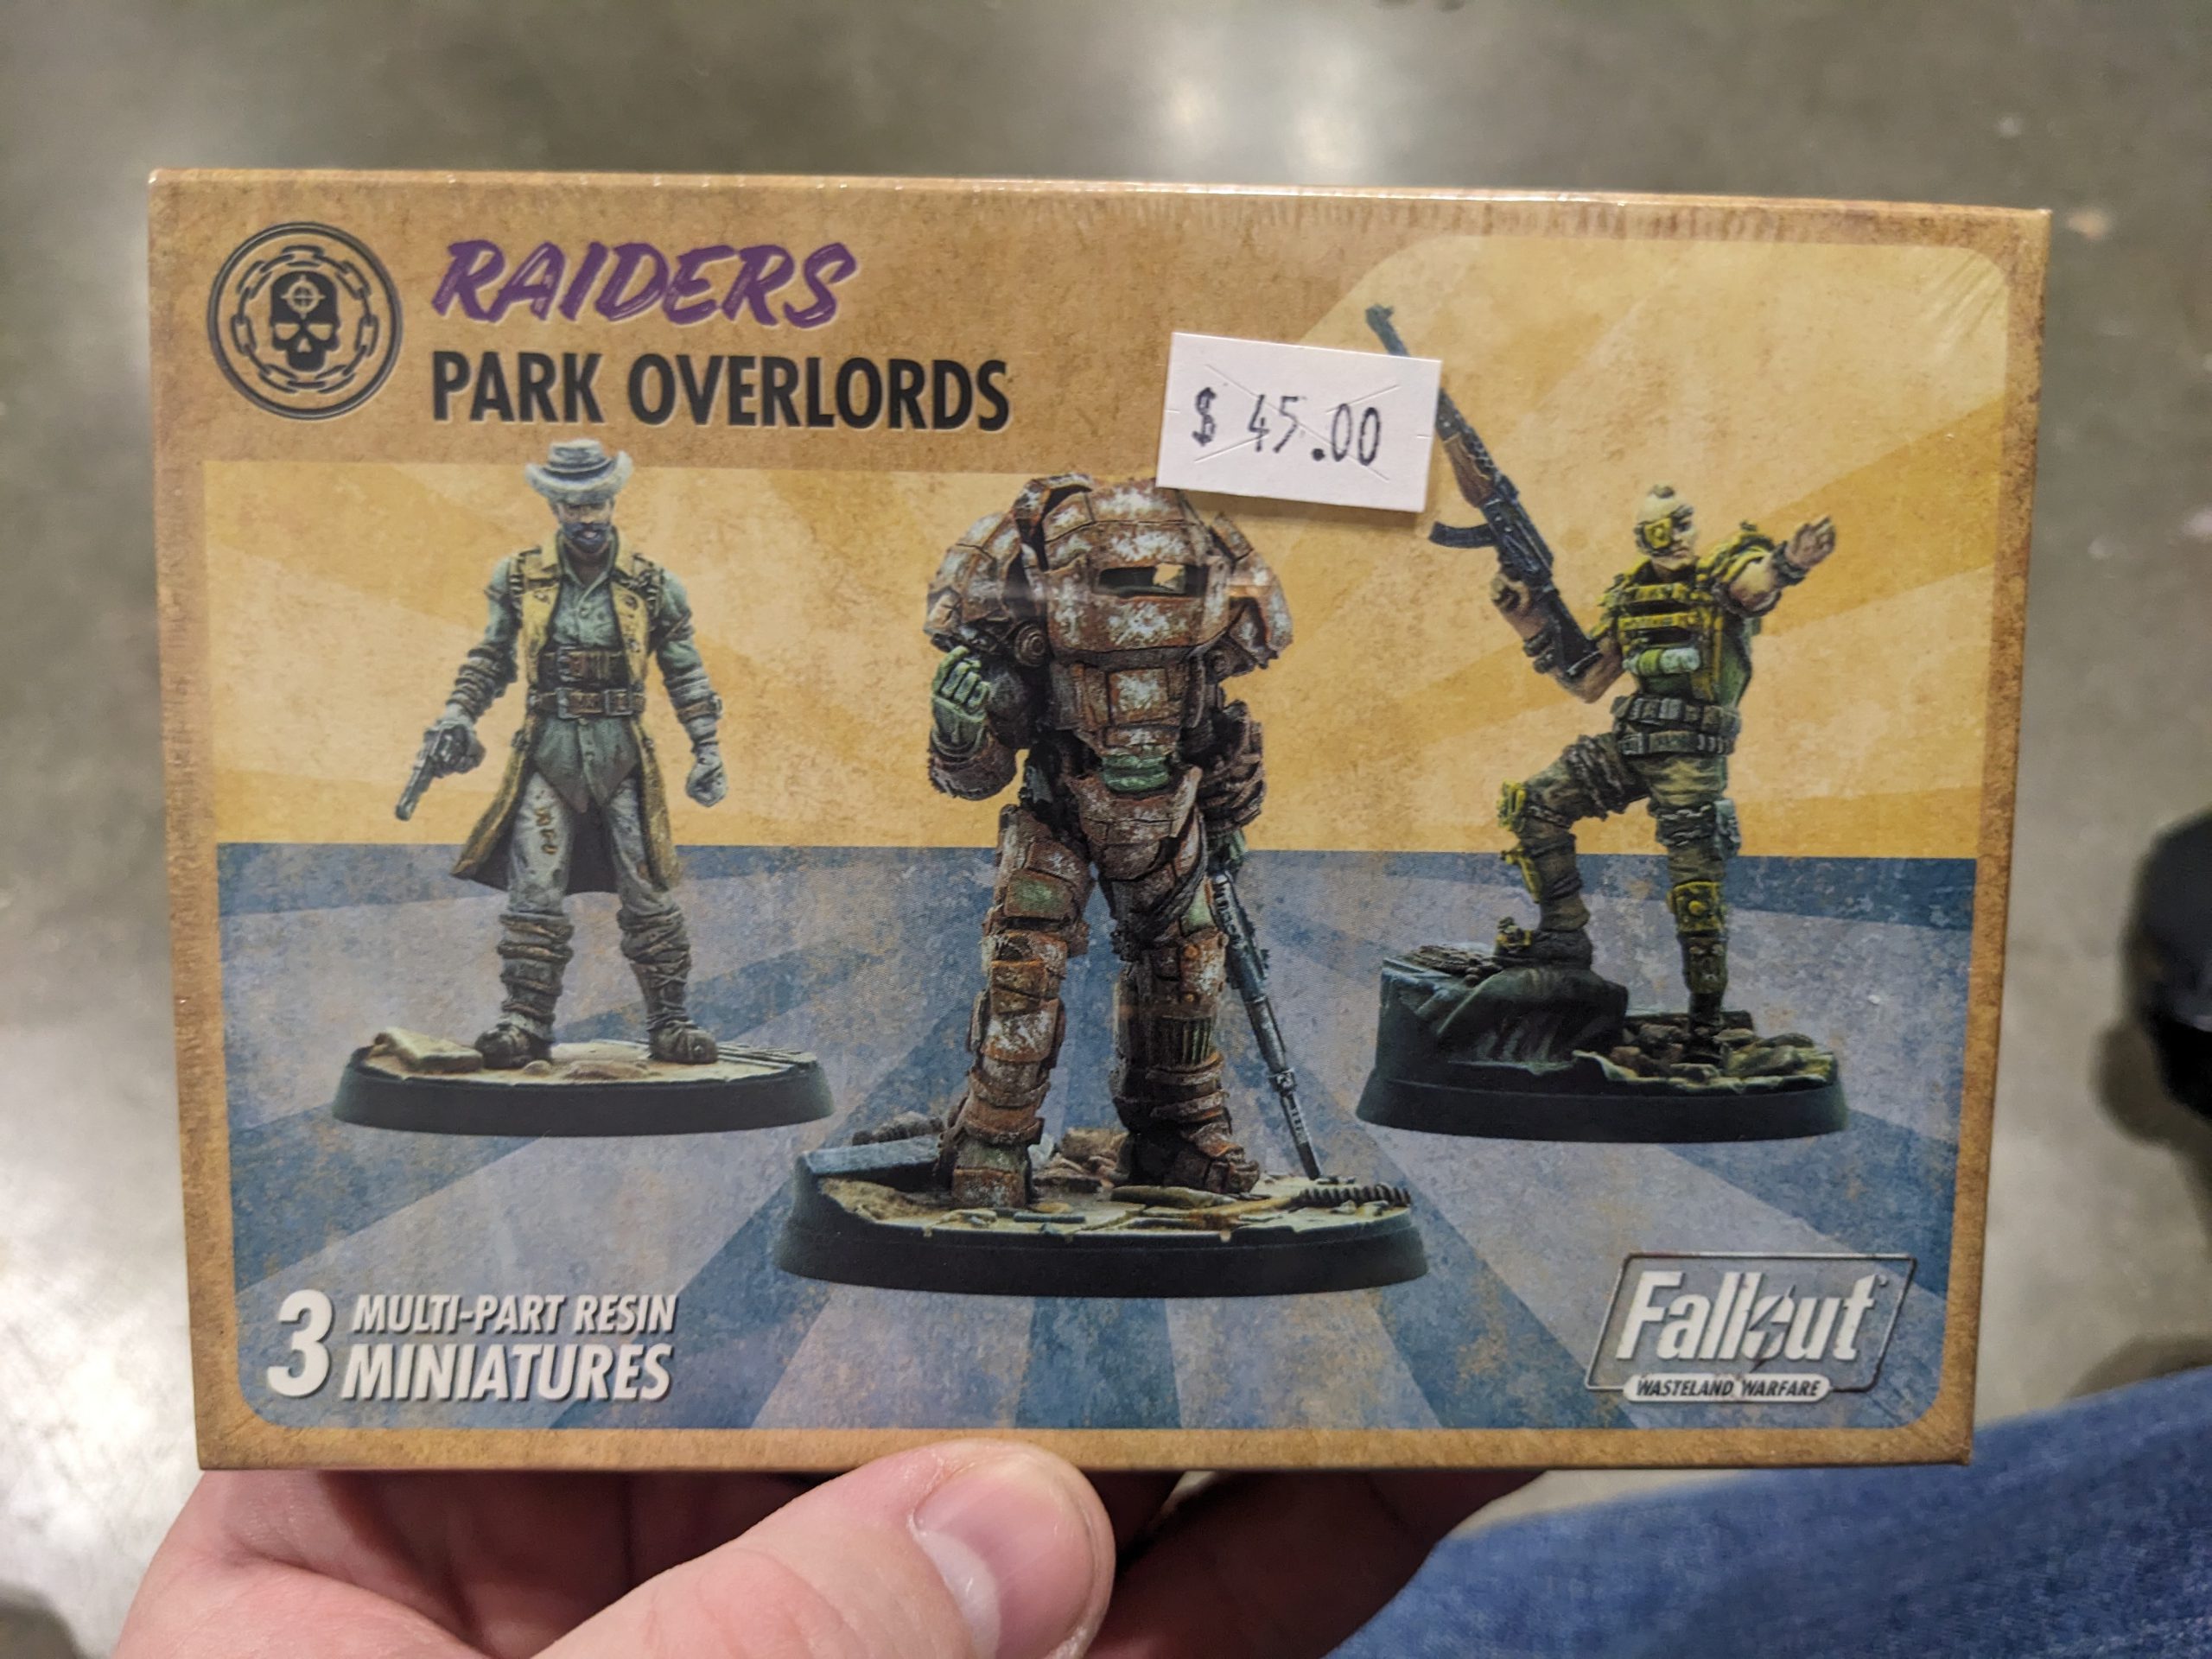 RAIDERS
PARK OVERLORDS
$ 45.00
3 MULTI-PART RESIN
MINIATURES
Fallout
WASTELAND WARFARE